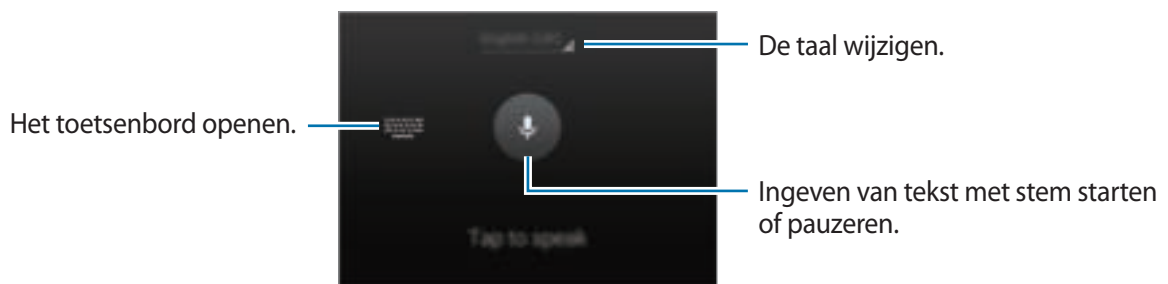 De taal wijzigen.
Het toetsenbord openen.
Ingeven van tekst met stem starten
of pauzeren.
Tap to speak